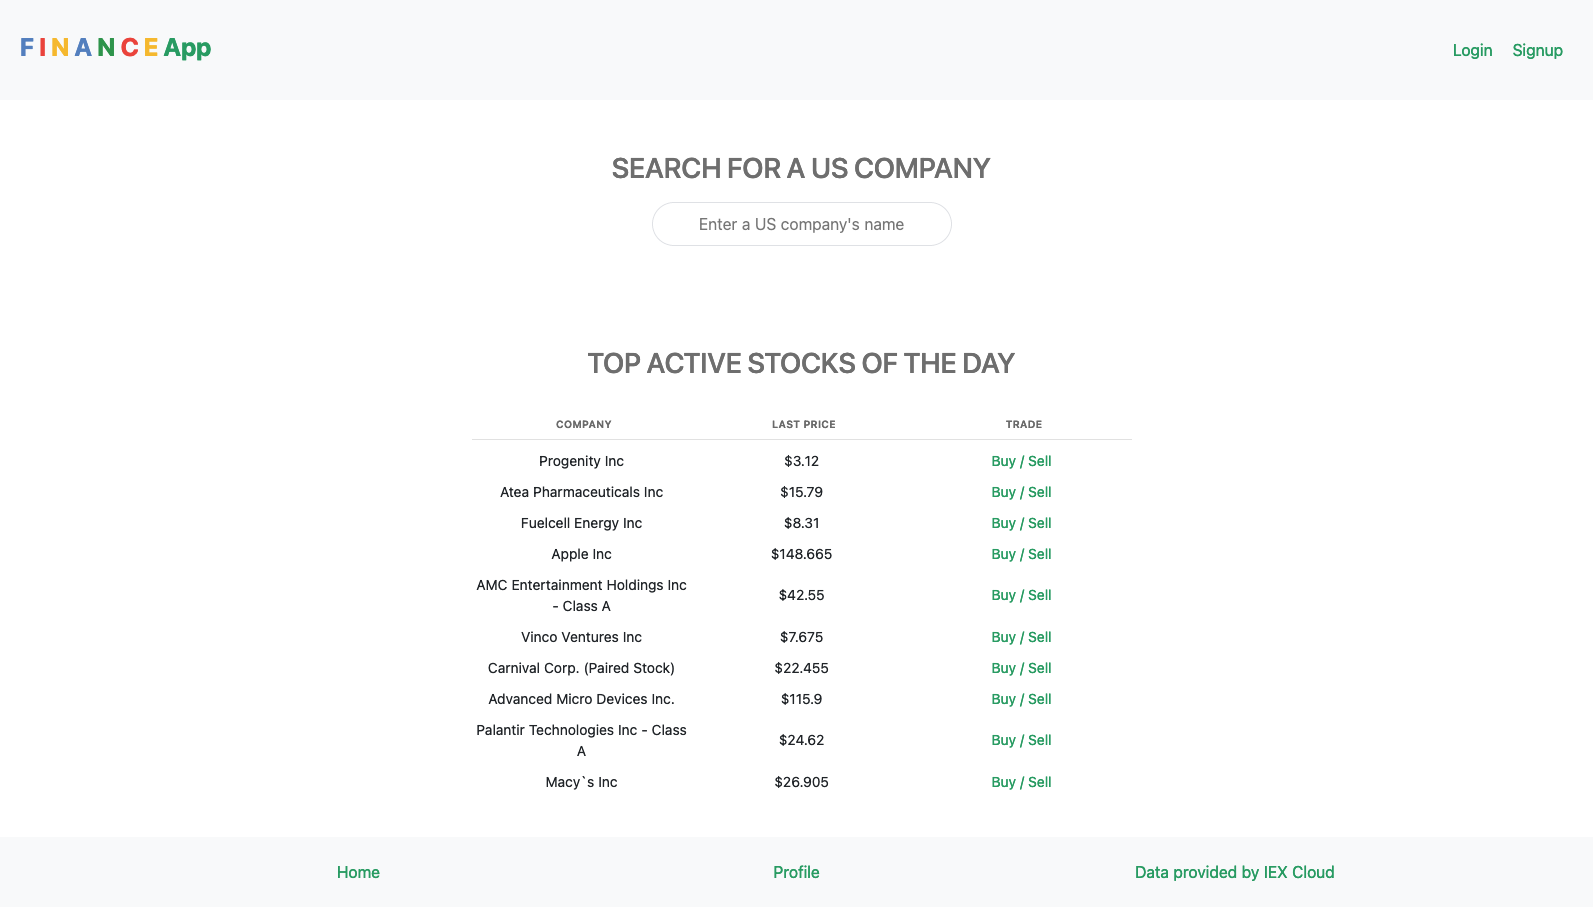 FINANCE App
Login Signup
SEARCH FOR A US COMPANY
Enter a US company's name
TOP ACTIVE STOCKS OF THE DAY
COMPANY LAST PRICE TRADE
Progenity Inc $3.12 Buy / Sell
Atea Pharmaceuticals Inc $15.79 Buy / Sell
Fuelcell Energy Inc $8.31 Buy / Sell
Apple Inc $148.665 Buy / Sell
AMC Entertainment Holdings Inc
- Class A $42.55 Buy / Sell
Vinco Ventures Inc $7.675 Buy / Sell
Carnival Corp. (Paired Stock) $22.455 Buy / Sell
Advanced Micro Devices Inc. $115.9 Buy / Sell
Palantir Technologies Inc - Class
A $24.62 Buy / Sell
Macy`s Inc $26.905 Buy / Sell
Home Profile Data provided by IEX Cloud